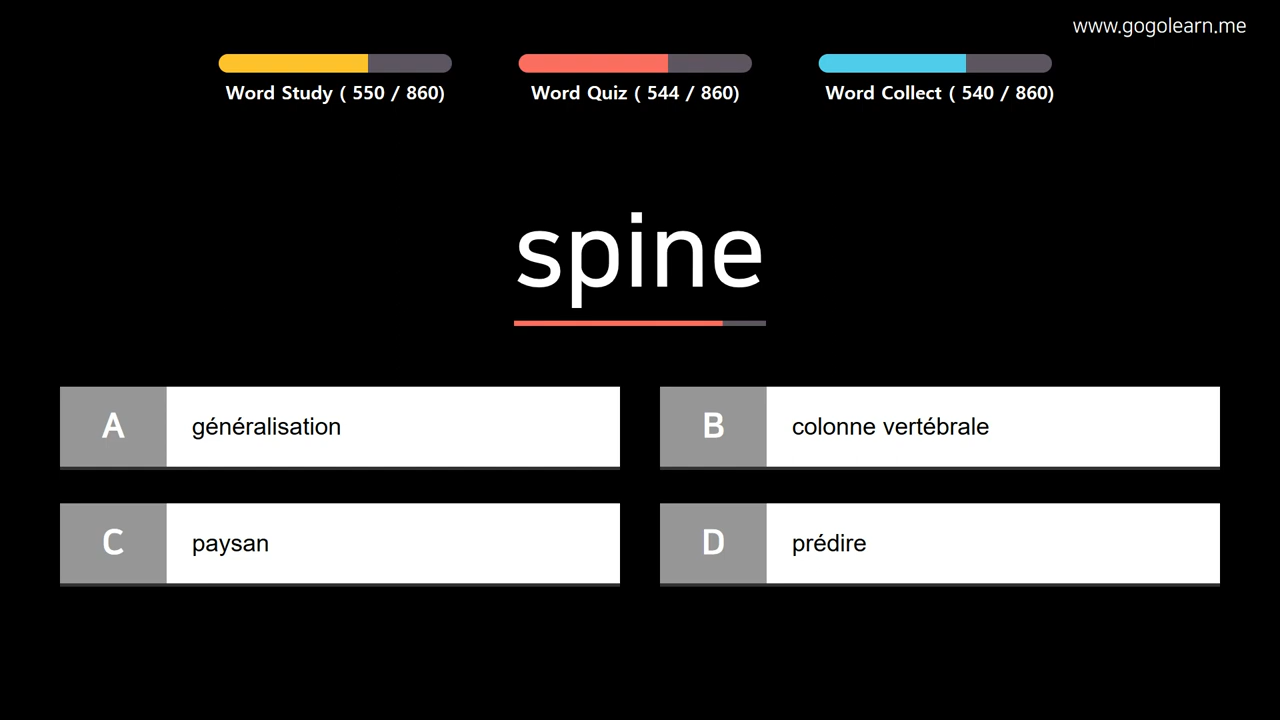 www.gogolearn.me
Word Study ( 550 / 860)
Word Quiz ( 544 / 860)
Word Collect ( 540 / 860)
spine
A
généralisation
B
colonne vertébrale
C
paysan
D
prédire